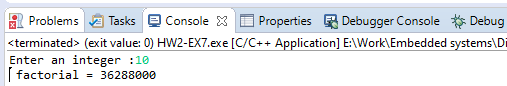 Problems Tasks Console Properties Debugger Console Debug
<terminated> (exit value: 0) HW2-EX7.exe [C/C++ Application] E:\Work\Embedded systems\Di
Enter an integer :10
factorial = 36288000